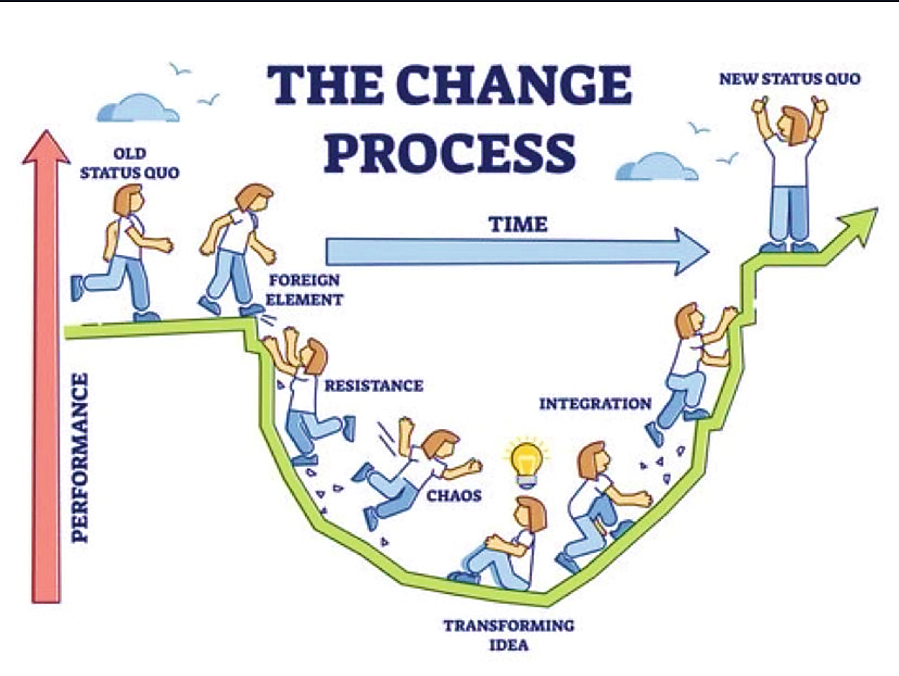 THE CHANGE
PROCESS
NEW STATUS QUO
OLD
STATUS QUO
TIME
FOREIGN
ELEMENT
RESISTANCE
PERFORMANCE
INTEGRATION
CHAOS
TRANSFORMING
IDEA